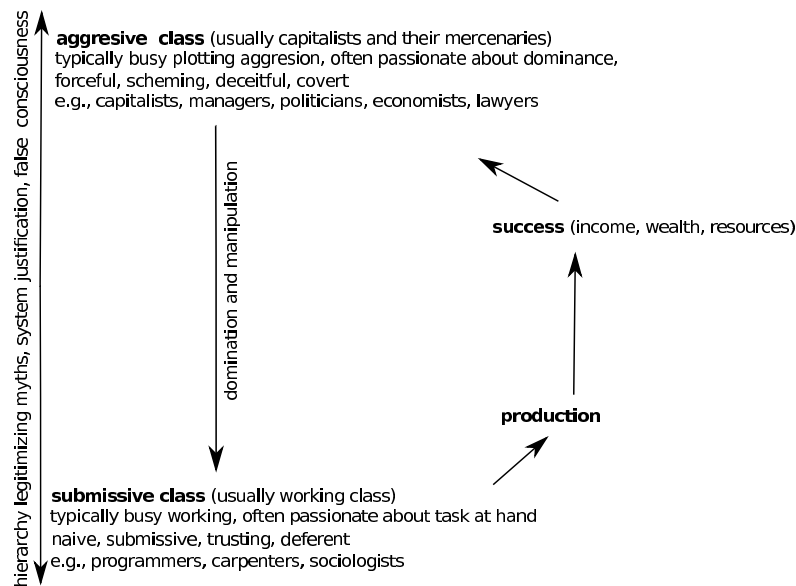 aggresive class (usually capitalists and their mercenaries)
typically busy plotting aggresion, often passionate about dominance,
forceful, scheming, deceitful, covert
e.g., capitalists, managers, politicians, economists, lawyers
hierarchy legitimizing myths, system justification, false consciousness
domination and manipulation
success (income, wealth, resources)
production
submissive class (usually working class)
typically busy working, often passionate about task at hand
naive, submissive, trusting, deferent
e.g., programmers, carpenters, sociologists